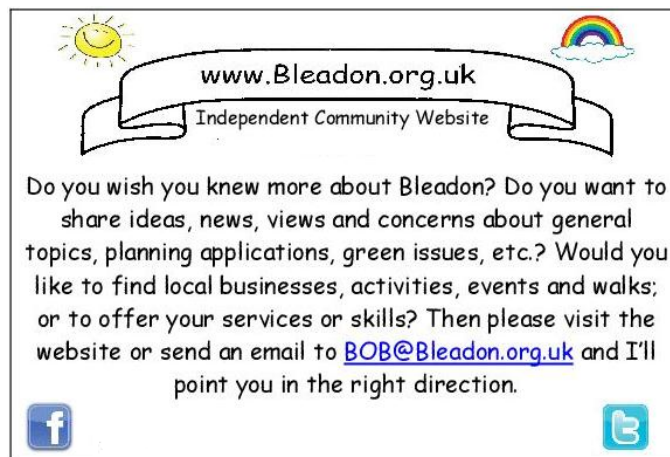 www.Bleadon.org.uk
Independent Community Website
Do you wish you knew more about Bleadon? Do you want to
share ideas, news, views and concerns about general
topics, planning applications, green issues, etc.? Would you
like to find local businesses, activities, events and walks;
or to offer your services or skills? Then please visit the
website or send an email to BOB@Bleadon.org.uk and I'll
point you in the right direction.